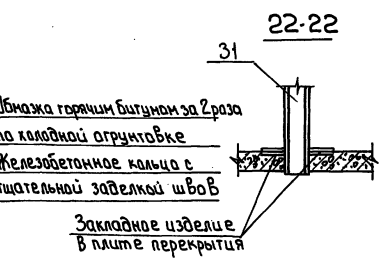 22-22
31
Обмазка горячим битумом за 2 раза
по холодной огрунтовке
Железобетонное кольцо с
тщательной заделкой швов
Закладное изделие
в плите перекрытия